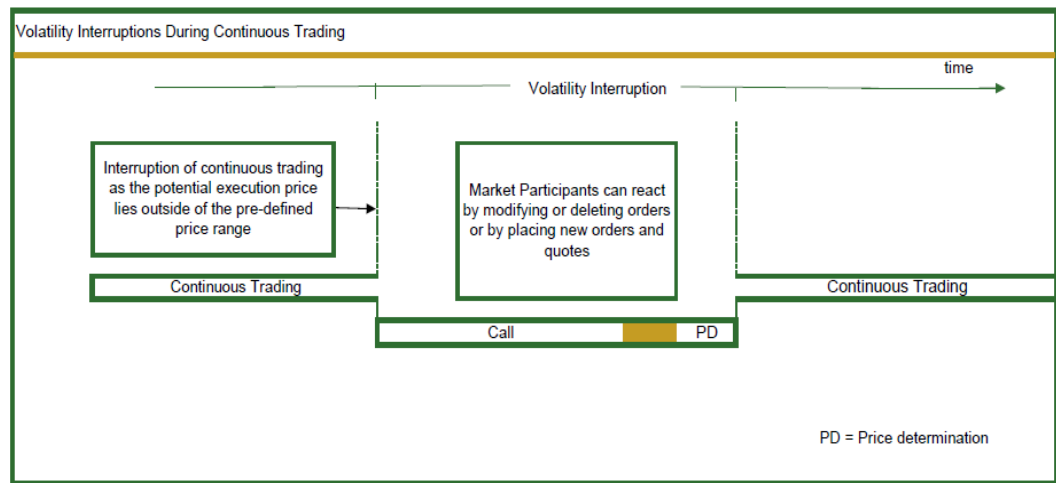 Volatility Interruptions During Continuous Trading
time
Volatility Interruption
Interruption of continuous trading
as the potential execution price
lies outside of the pre-defined
price range
Market Participants can react
by modifying or deleting orders
or by placing new orders and
quotes
Continuous Trading
Continuous Trading
Call
PD
PD = Price determination